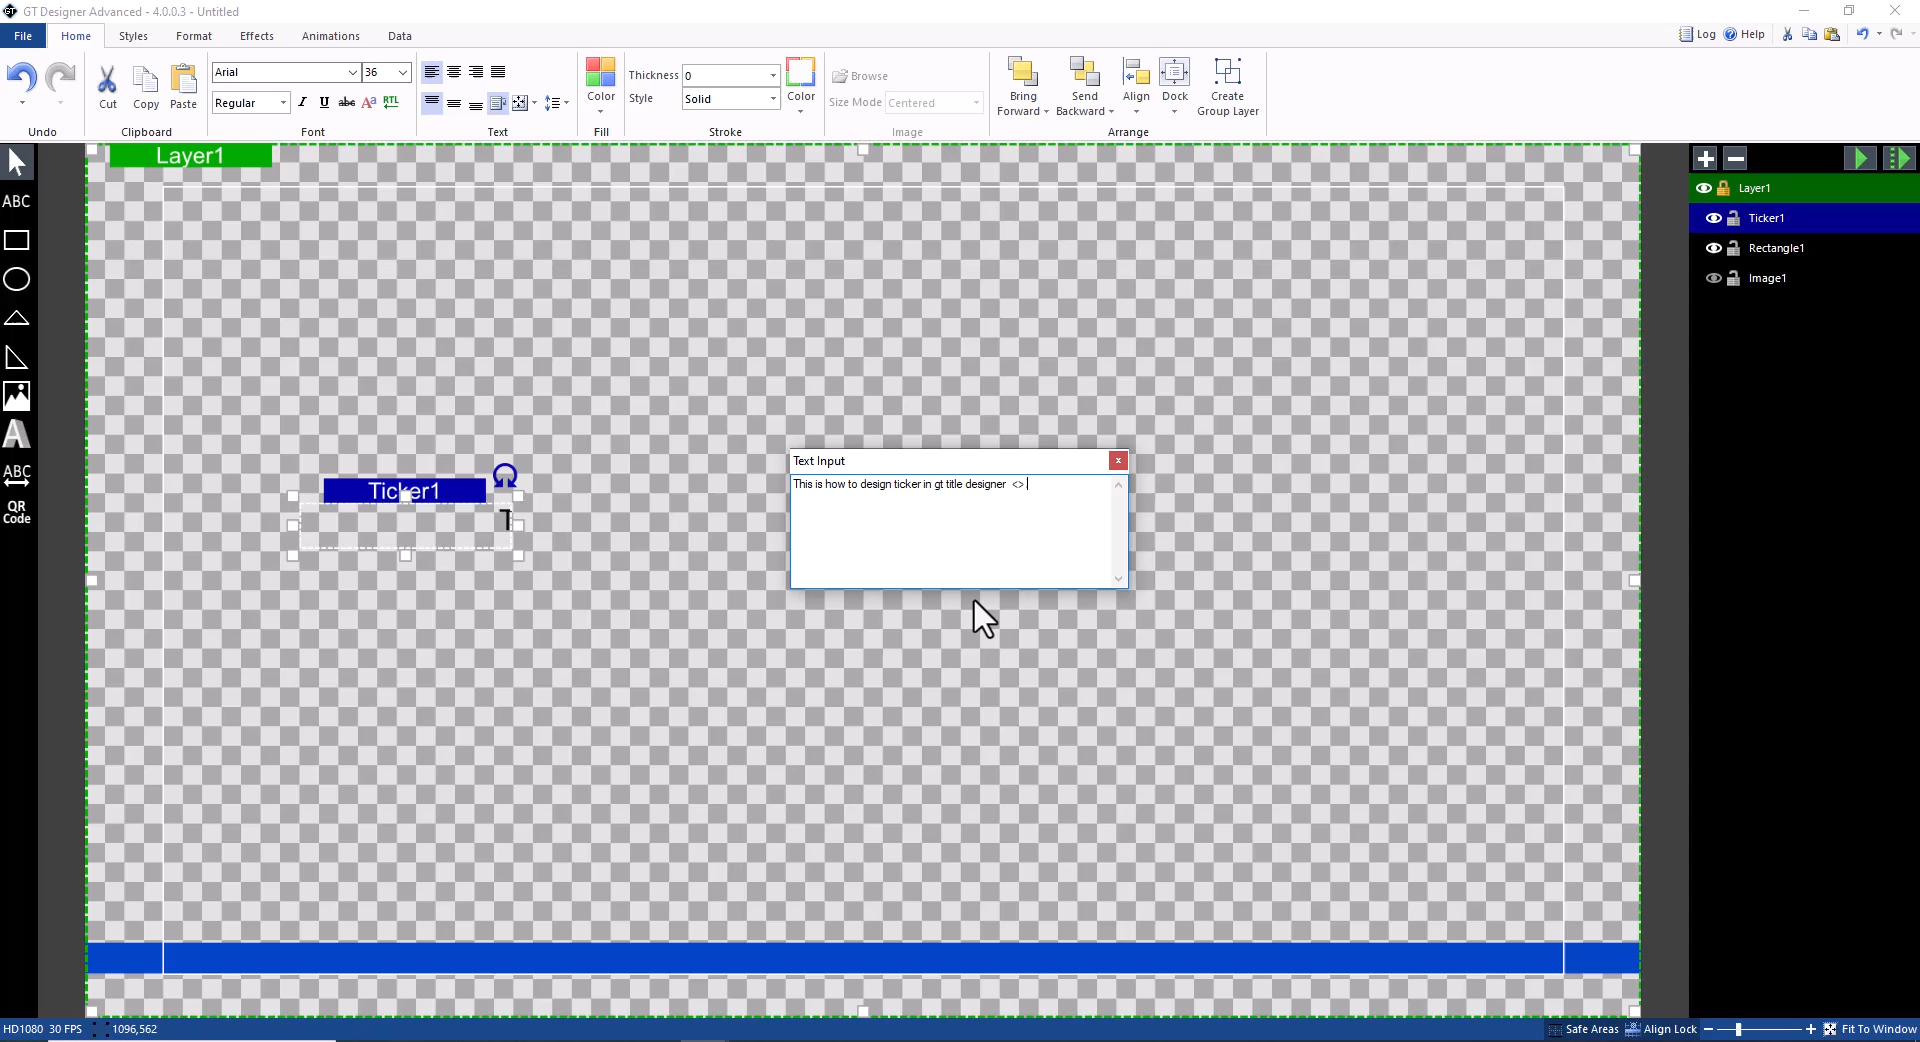 GT Designer Advanced - 4.0.0.3 - Untitled
File Home Styles Format Effects Animations Data Log Help
Arial 36 Thickness 0 Browse
Cut Copy Paste Regular abc Aa RTL Color Style Solid Color Size Mode Centered Bring Forward Send Backward Align Dock Create Group Layer
Undo Clipboard Font Text Fill Stroke Image Arrange
Layer1
ABC
A
ABC
QR
Code
Ticker1
T
Text Input
This is how to design ticker in gt title designer <>
Layer1
Ticker1
Rectangle1
Image1
HD1080 30 FPS 1096,562 Safe Areas Align Lock Fit To Window